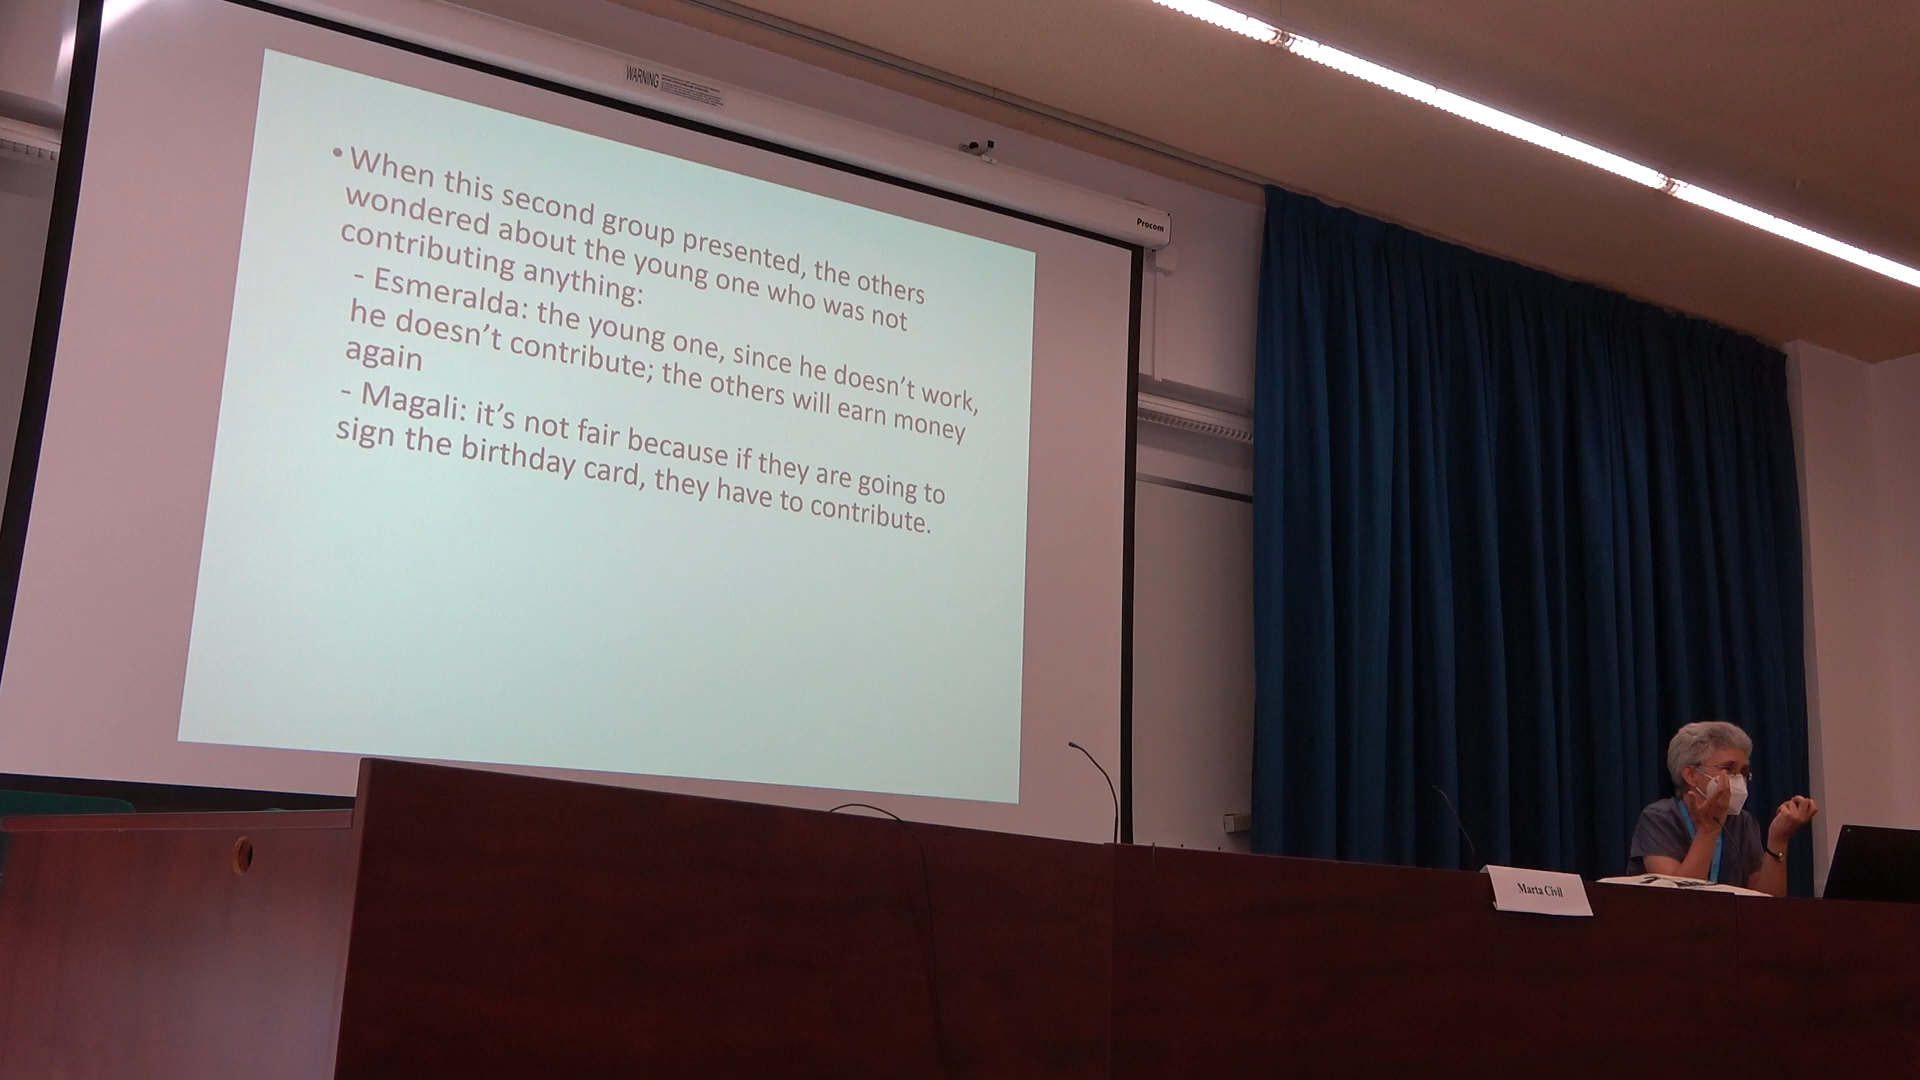 WARNING
Procom
• When this second group presented, the others
wondered about the young one who was not
contributing anything:
- Esmeralda: the young one, since he doesn’t work,
he doesn’t contribute; the others will earn money
again
- Magali: it’s not fair because if they are going to
sign the birthday card, they have to contribute.
Marta Civil